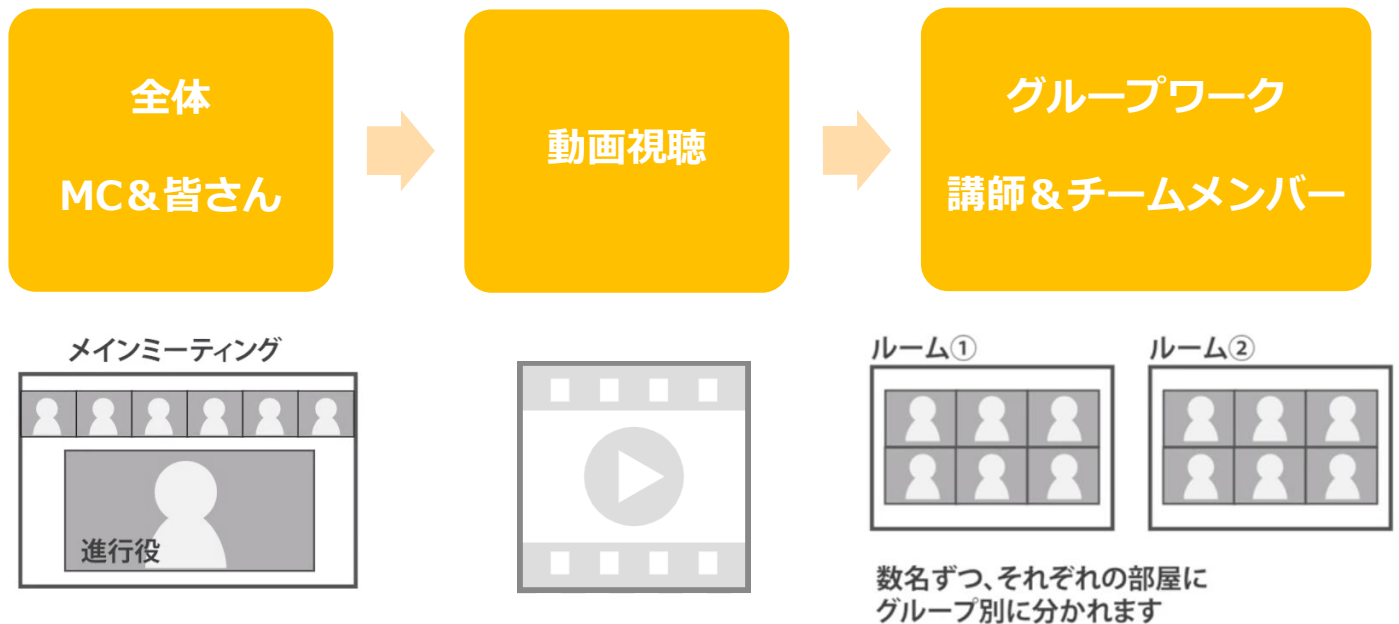 全体
MC＆皆さん
動画視聴
グループワーク
講師＆チームメンバー
メインミーティング
進行役
ルーム①
ルーム②
数名ずつ、それぞれの部屋に
グループ別に分かれます